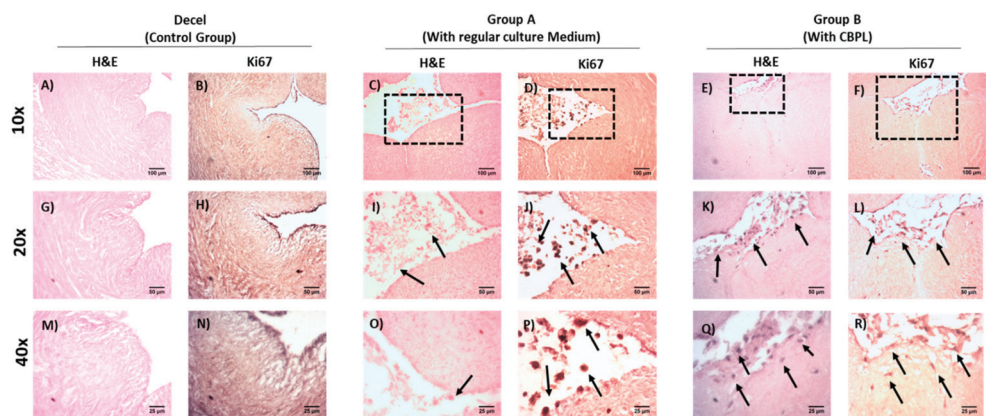 Decel
(Control Group)
Group A
(With regular culture Medium)
Group B
(With CBPL)
H&E
Ki67
H&E
Ki67
H&E
Ki67
10x
A)
B)
C)
D)
E)
F)
100 µm
100 µm
100 µm
100 µm
100 µm
100 µm
20x
G)
H)
I)
J)
K)
L)
50 µm
50 µm
50 µm
50 µm
50 µm
50 µm
40x
M)
N)
O)
P)
Q)
R)
25 µm
25 µm
25 µm
25 µm
25 µm
25 µm